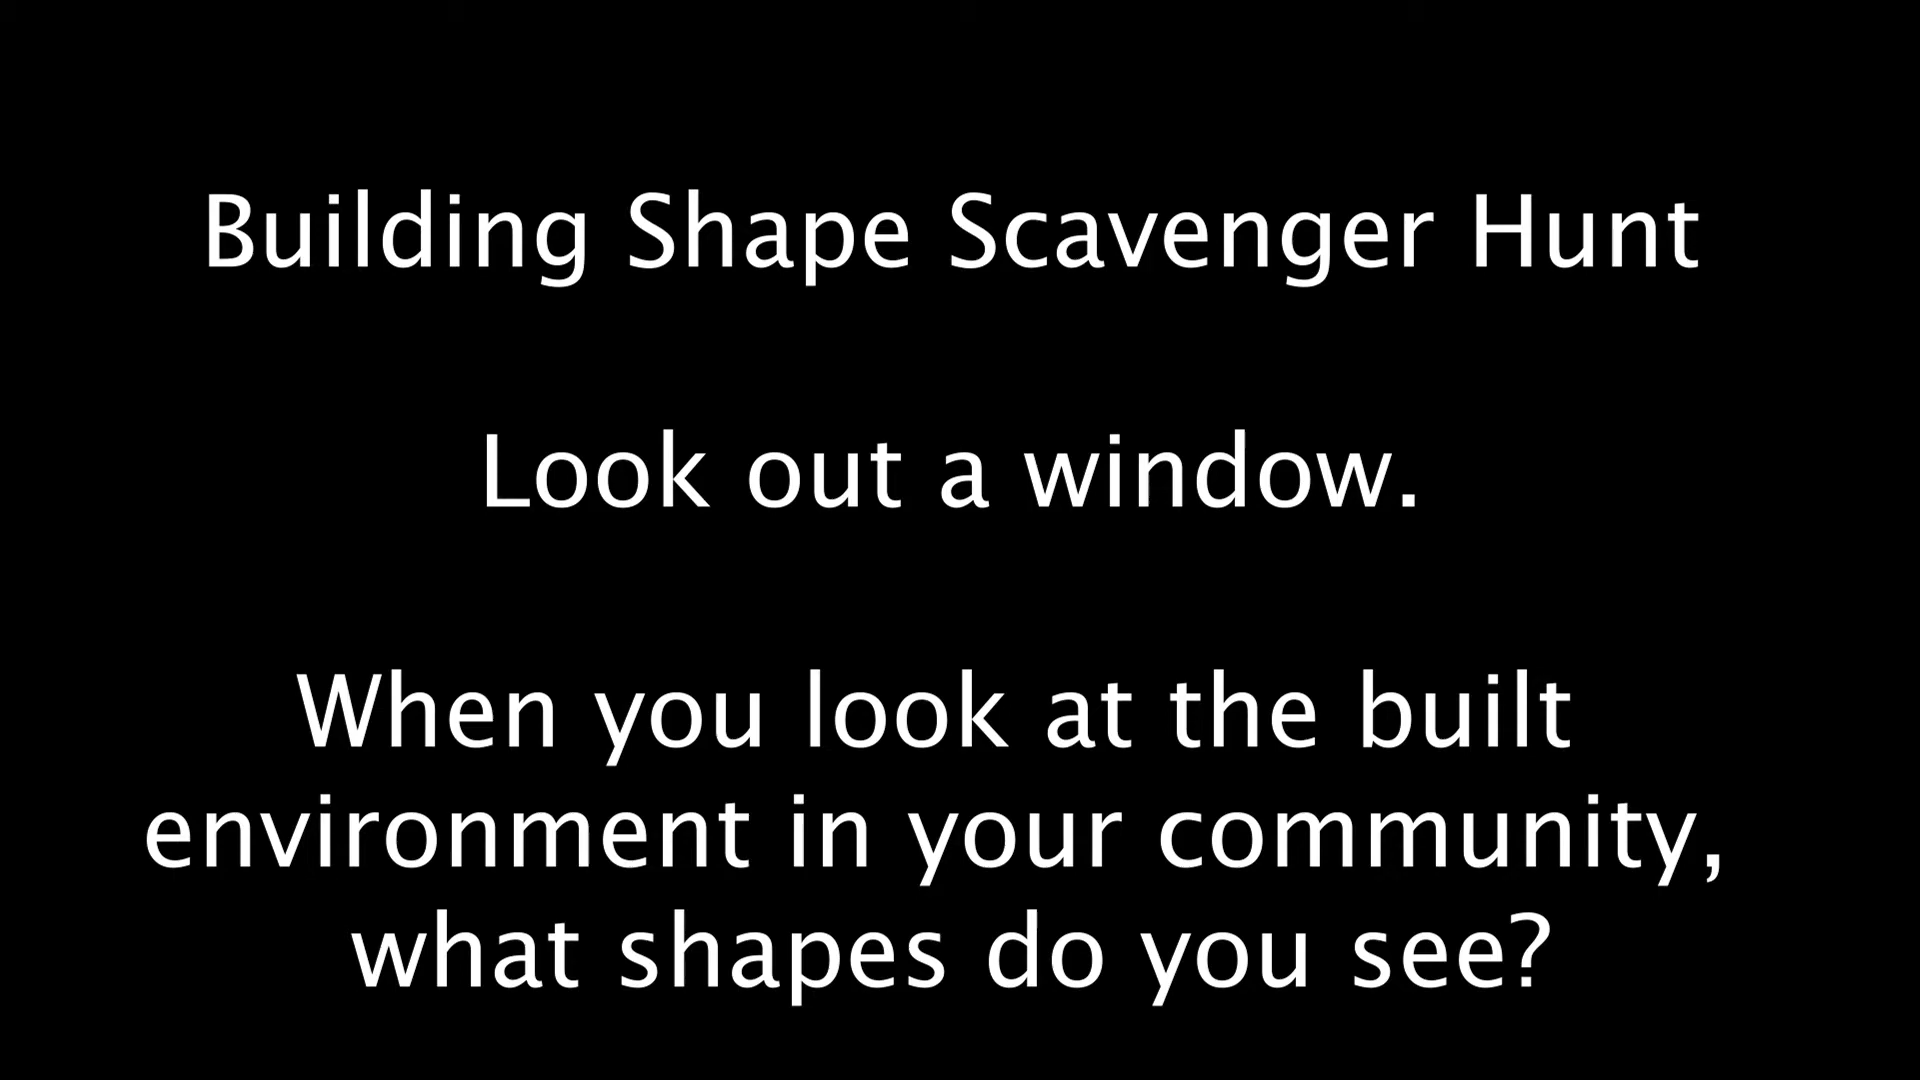 Building Shape Scavenger Hunt
Look out a window.
When you look at the built
environment in your community,
what shapes do you see?